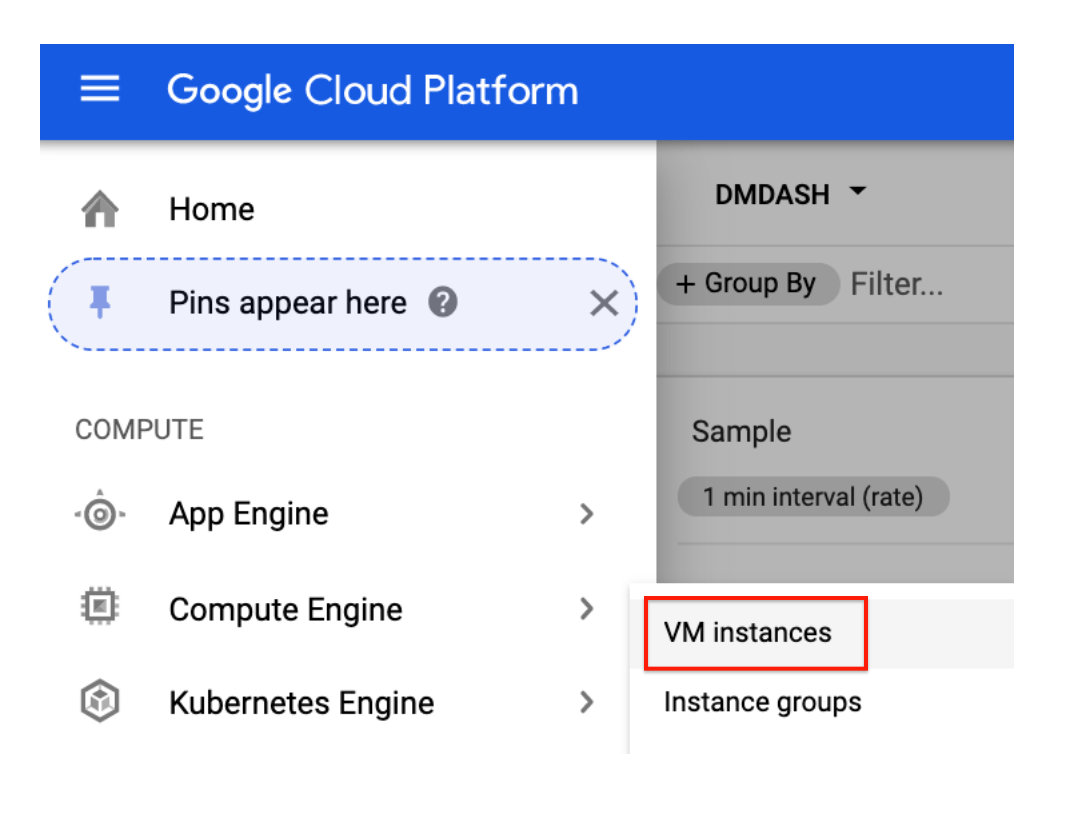 Google Cloud Platform
Home
Pins appear here ?
COMPUTE
App Engine
Compute Engine
Kubernetes Engine
DMDASH
+ Group By Filter...
Sample
1 min interval (rate)
VM instances
Instance groups